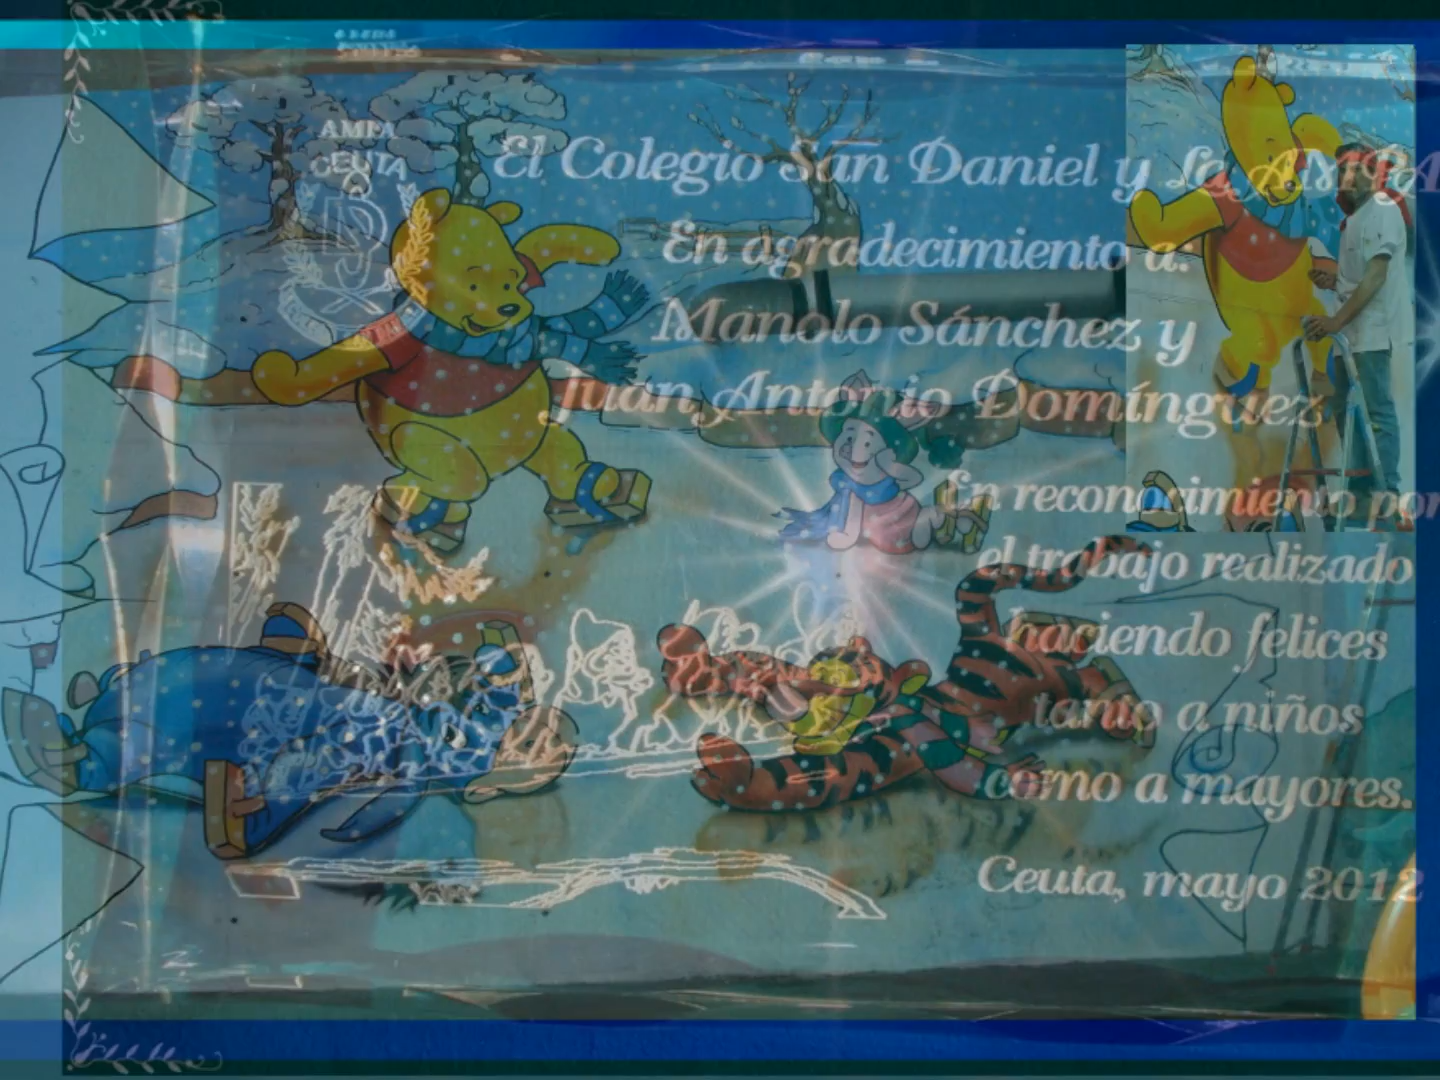 AMPA
CEUTA
El Colegio San Daniel y La AMPA
En agradecimiento a:
Manolo Sánchez y
Juan Antonio Domínguez
En reconocimiento por
el trabajo realizado
haciendo felices
tanto a niños
como a mayores.
Ceuta, mayo 2012